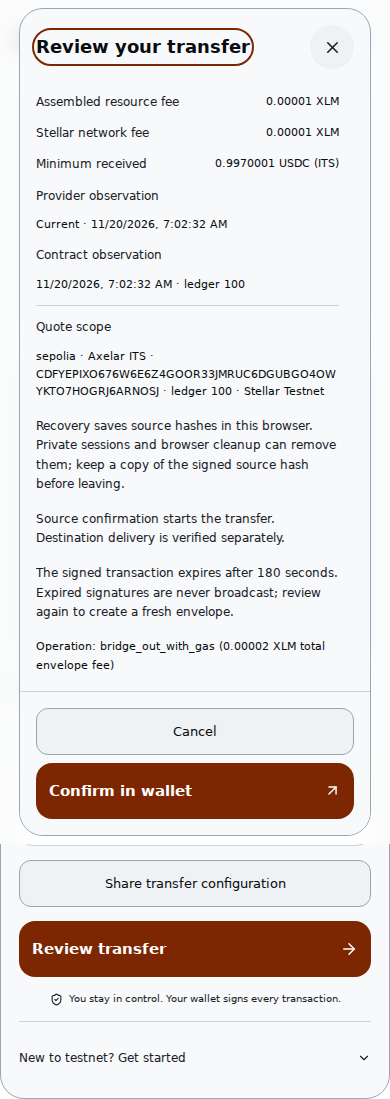 Review your transfer
Assembled resource fee 0.00001 XLM
Stellar network fee 0.00001 XLM
Minimum received 0.9970001 USDC (ITS)
Provider observation
Current · 11/20/2026, 7:02:32 AM
Contract observation
11/20/2026, 7:02:32 AM · ledger 100
Quote scope
sepolia · Axelar ITS ·
CDFYEPIXO676W6E6Z4GOOR33JMRUC6DGUBGO4OW
YKTO7HOGRJ6ARNOSJ · ledger 100 · Stellar Testnet
Recovery saves source hashes in this browser.
Private sessions and browser cleanup can remove
them; keep a copy of the signed source hash
before leaving.
Source confirmation starts the transfer.
Destination delivery is verified separately.
The signed transaction expires after 180 seconds.
Expired signatures are never broadcast; review
again to create a fresh envelope.
Operation: bridge_out_with_gas (0.00002 XLM total
envelope fee)
Cancel
Confirm in wallet
Share transfer configuration
Review transfer
You stay in control. Your wallet signs every transaction.
New to testnet? Get started